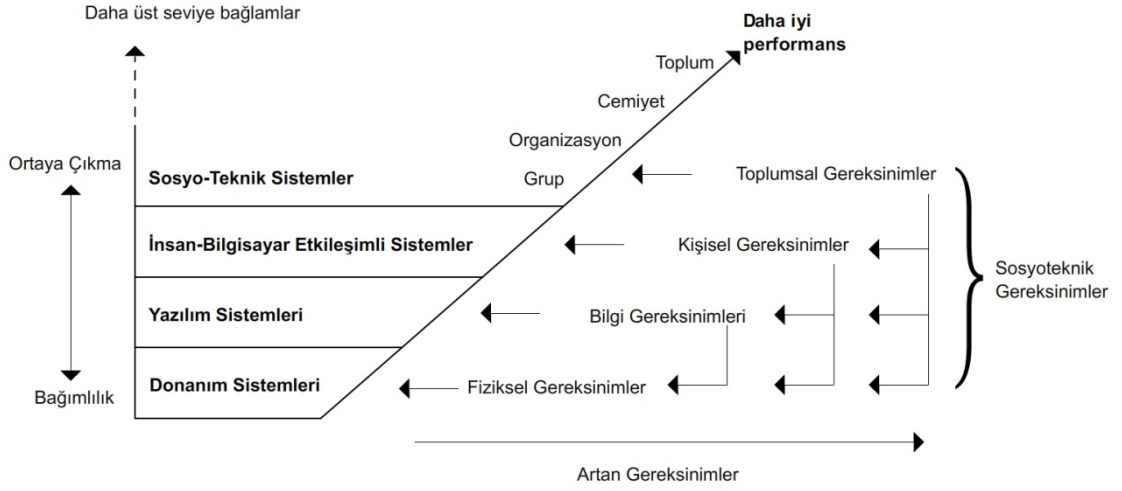 Daha üst seviye bağlamlar
Daha iyi
performans
Toplum
Cemiyet
Organizasyon
Grup
Ortaya Çıkma
Sosyo-Teknik Sistemler
Toplumsal Gereksinimler
İnsan-Bilgisayar Etkileşimli Sistemler
Kişisel Gereksinimler
Sosyoteknik
Gereksinimler
Yazılım Sistemleri
Bilgi Gereksinimleri
Donanım Sistemleri
Fiziksel Gereksinimler
Bağımlılık
Artan Gereksinimler